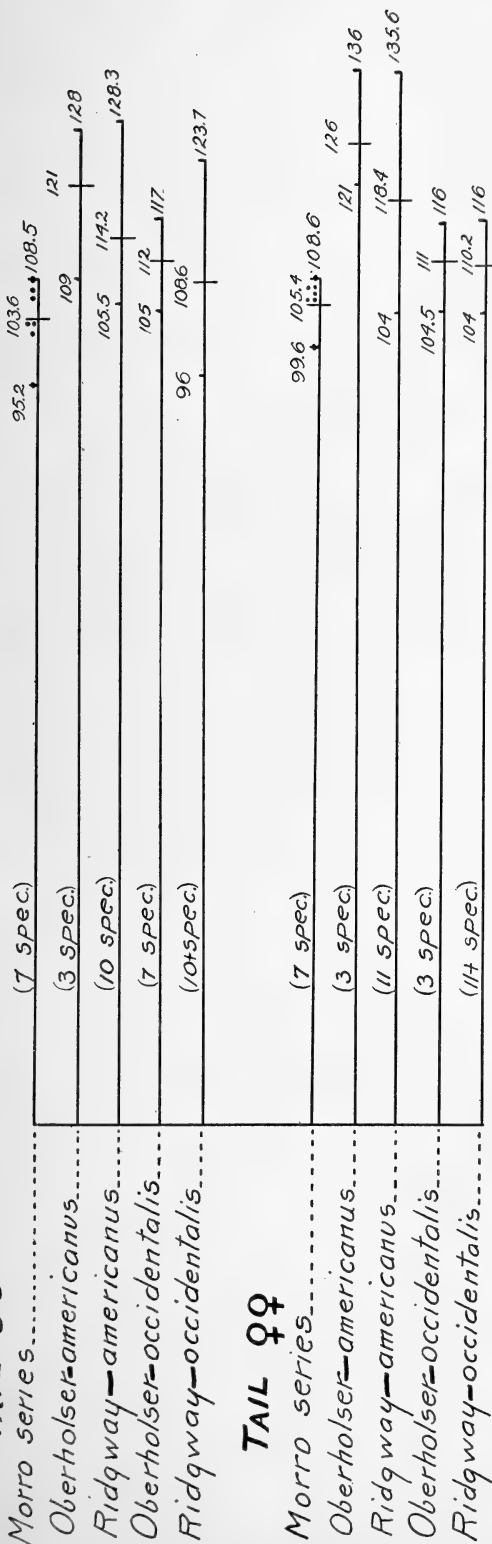 Morro series (7 spec.) 95.2 103.6 108.5
Oberholser-americanus (3 spec.) 109 121 128
Ridgway-americanus (10 spec.) 105.5 114.2 128.3
Oberholser-occidentalis (7 spec.) 105 112 117
Ridgway-occidentalis (10+spec.) 96 108.6 123.7
TAIL ♀♀
Morro series (7 spec.) 99.6 105.4 108.6
Oberholser-americanus (3 spec.) 121 126 136
Ridgway-americanus (11 spec.) 104 118.4 135.6
Oberholser-occidentalis (3 spec.) 104.5 111 116
Ridgway-occidentalis (11+ spec.) 104 110.2 116